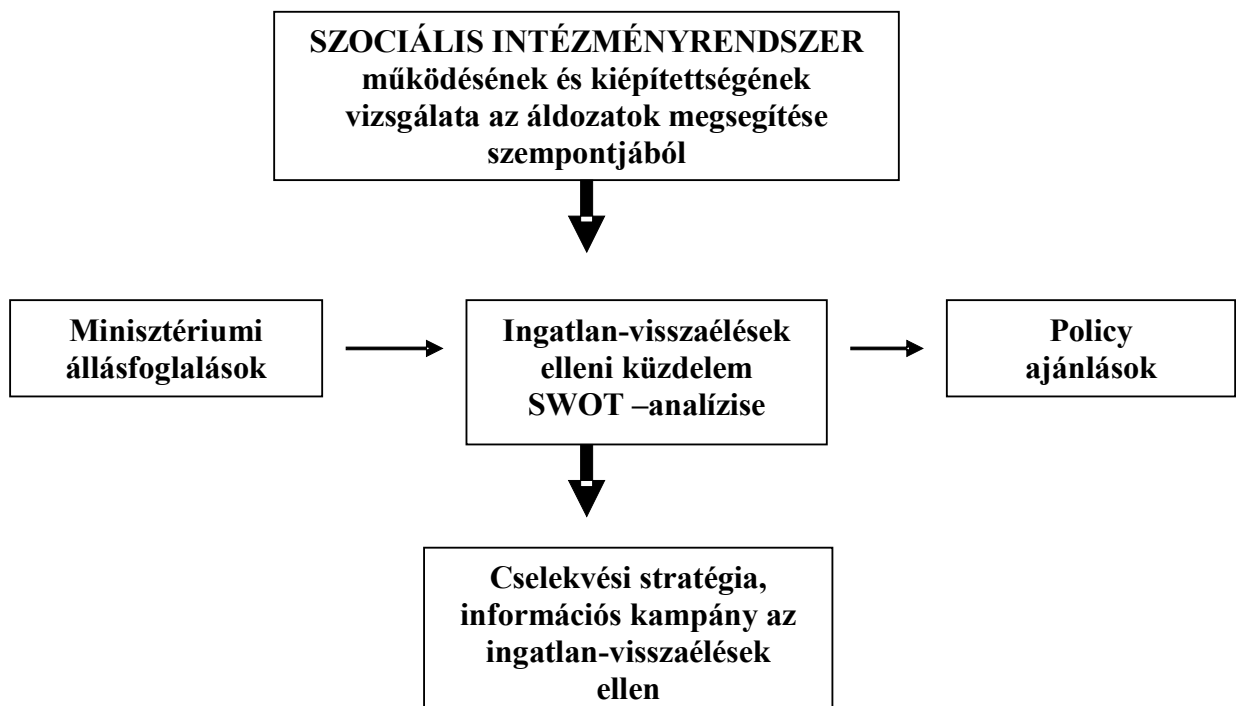 SZOCIÁLIS INTÉZMÉNYRENDSZER
működésének és kiépítettségének
vizsgálata az áldozatok megsegítése
szempontjából
Minisztériumi
állásfoglalások
Ingatlan-visszaélések
elleni küzdelem
SWOT –analízise
Policy
ajánlások
Cselekvési stratégia,
információs kampány az
ingatlan-visszaélések
ellen